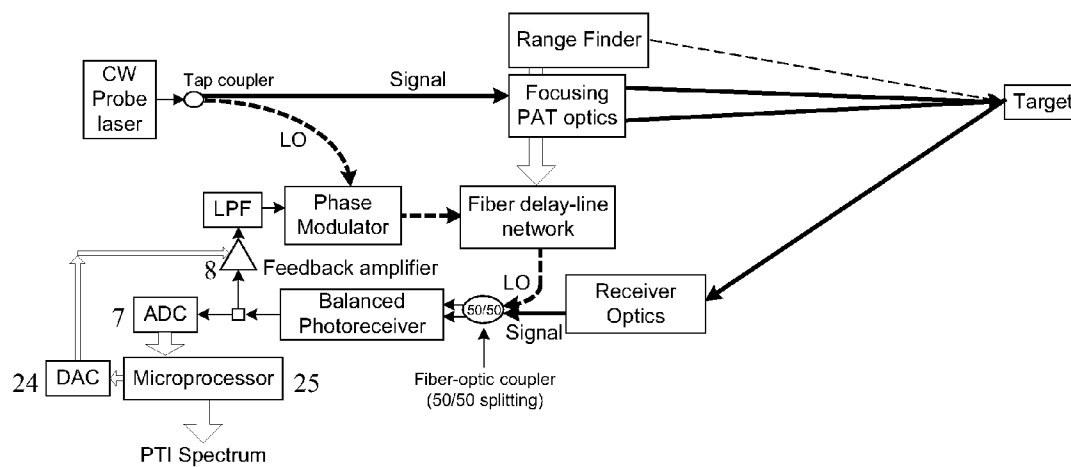 Range Finder
CW
Probe
laser
Tap coupler
Signal
Focusing
PAT optics
Target
LO
LPF
Phase
Modulator
Fiber delay-line
network
8
Feedback amplifier
LO
Receiver
Optics
7
ADC
Balanced
Photoreceiver
50/50
Signal
24
DAC
Microprocessor
25
Fiber-optic coupler
(50/50 splitting)
PTI Spectrum